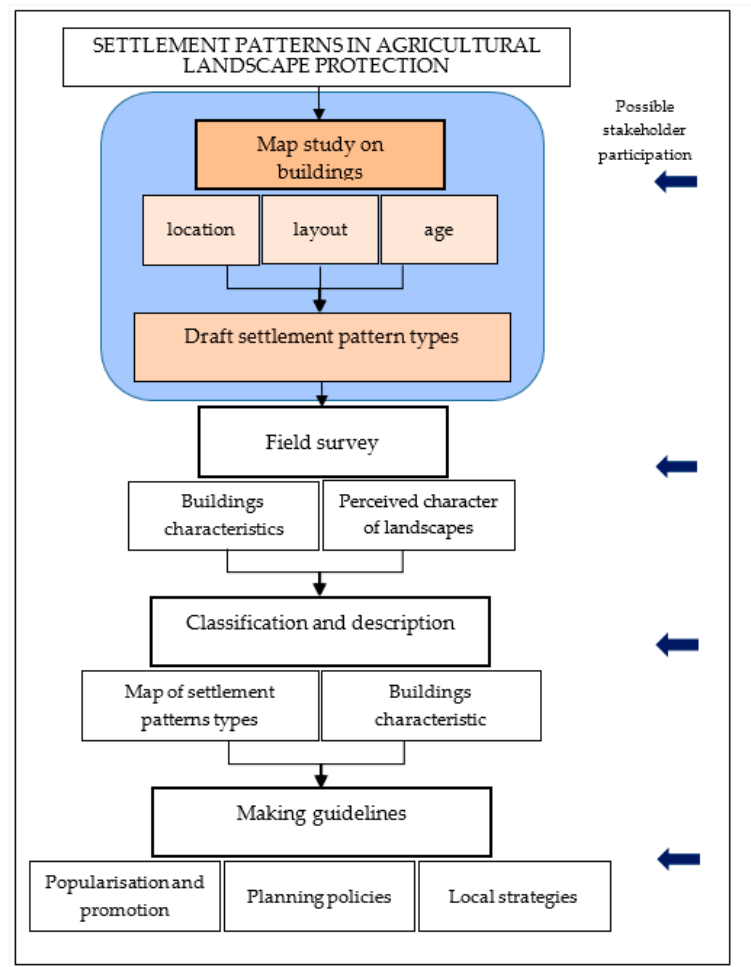 SETTLEMENT PATTERNS IN AGRICULTURAL
LANDSCAPE PROTECTION
Possible
stakeholder
participation
Map study on
buildings
location
layout
age
Draft settlement pattern types
Field survey
Buildings
characteristics
Perceived character
of landscapes
Classification and description
Map of settlement
patterns types
Buildings
characteristic
Making guidelines
Popularisation and
promotion
Planning policies
Local strategies